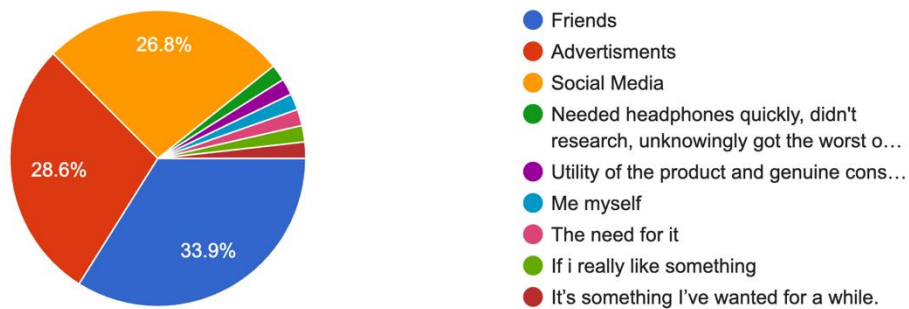 26.8%
28.6%
33.9%
Friends
Advertisments
Social Media
Needed headphones quickly, didn't
research, unknowingly got the worst o…
Utility of the product and genuine cons…
Me myself
The need for it
If i really like something
It's something I've wanted for a while.